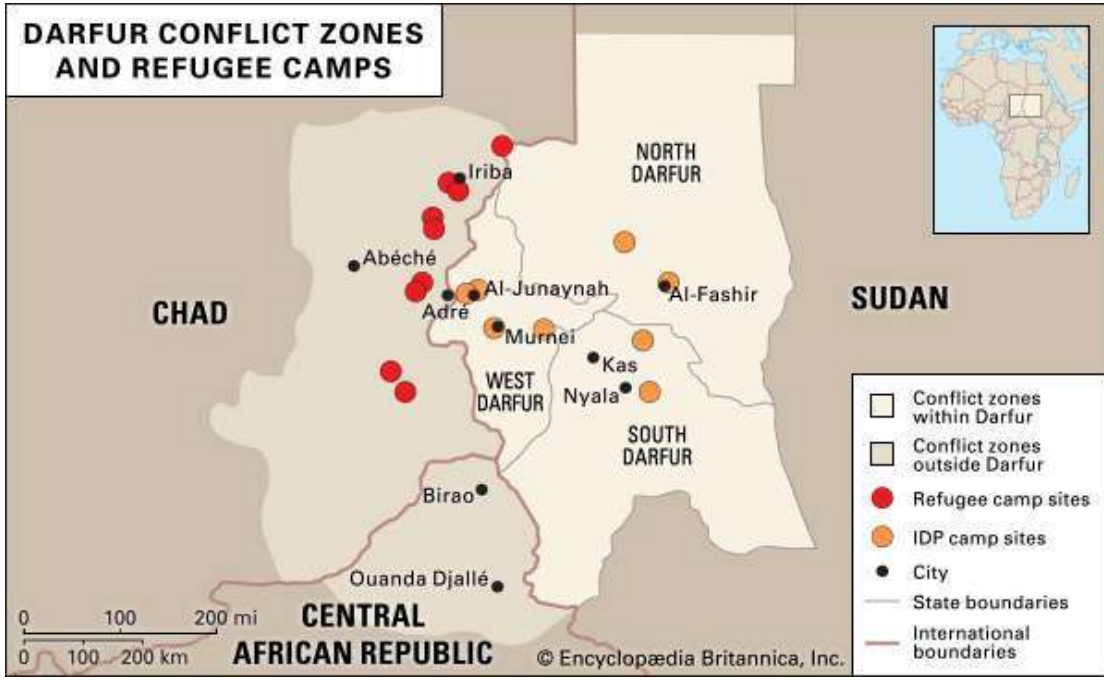 DARFUR CONFLICT ZONES
AND REFUGEE CAMPS
NORTH
DARFUR
Iriba
Abéché
Al-Junaynah
Al-Fashir
Adré
CHAD
SUDAN
Murnei
Kas
WEST
DARFUR
Nyala
SOUTH
DARFUR
Birao
Ouanda Djallé
CENTRAL
AFRICAN REPUBLIC
0 100 200 mi
0 100 200 km
© Encyclopædia Britannica, Inc.
Conflict zones
within Darfur
Conflict zones
outside Darfur
Refugee camp sites
IDP camp sites
City
State boundaries
International
boundaries